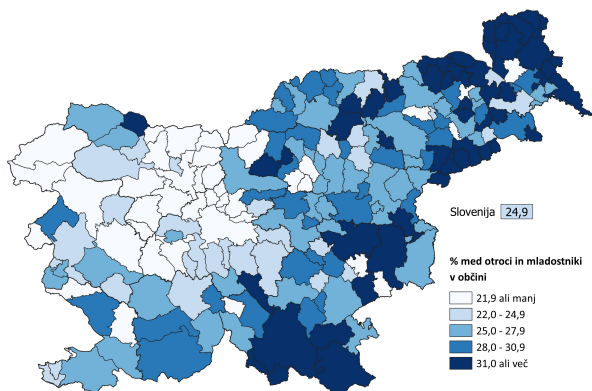 Slovenija 24,9
% med otroci in mladostniki
v občini
21,9 ali manj
22,0 - 24,9
25,0 - 27,9
28,0 - 30,9
31,0 ali več